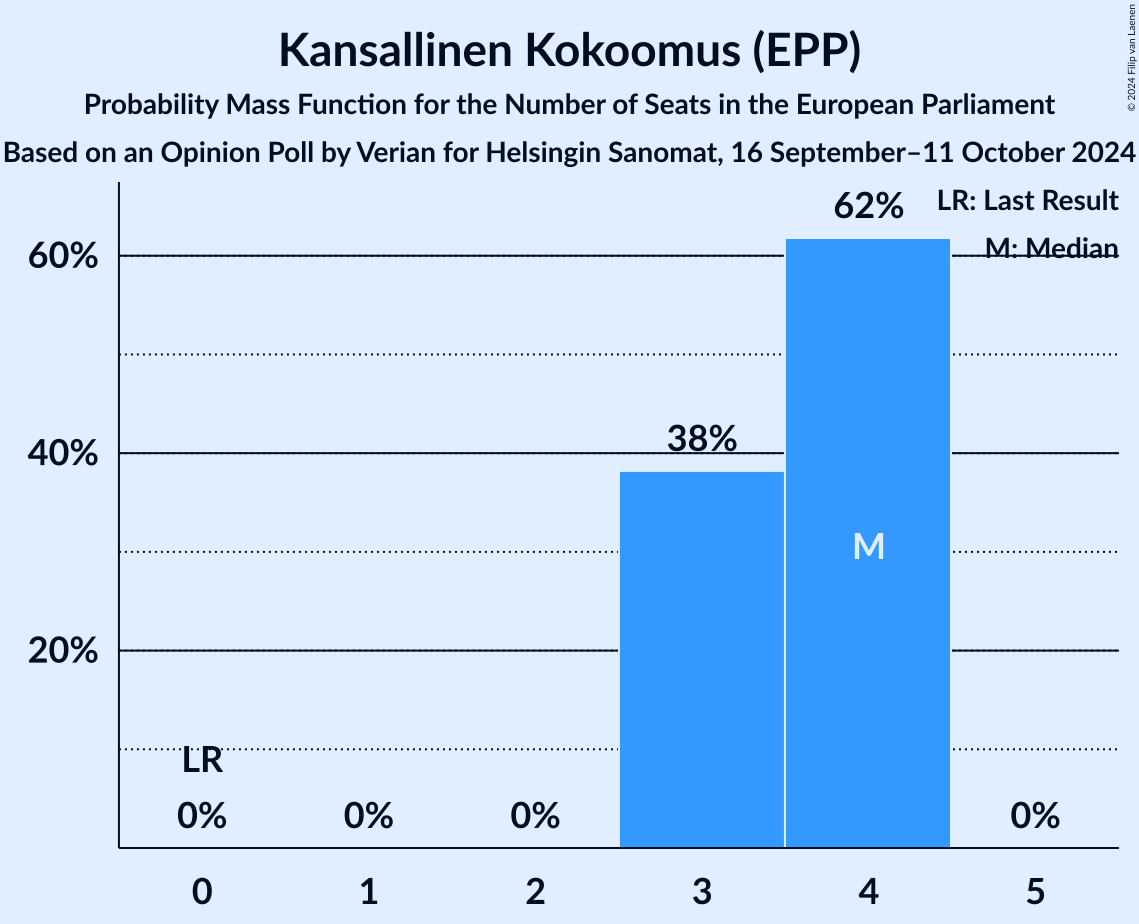 Kansallinen Kokoomus (EPP)
Probability Mass Function for the Number of Seats in the European Parliament
Based on an Opinion Poll by Verian for Helsingin Sanomat, 16 September–11 October 2024
© 2024 Filip van Laenen
LR: Last Result
M: Median
62%
60%
38%
40%
M
20%
LR
0% 0% 0% 0%
0 1 2 3 4 5